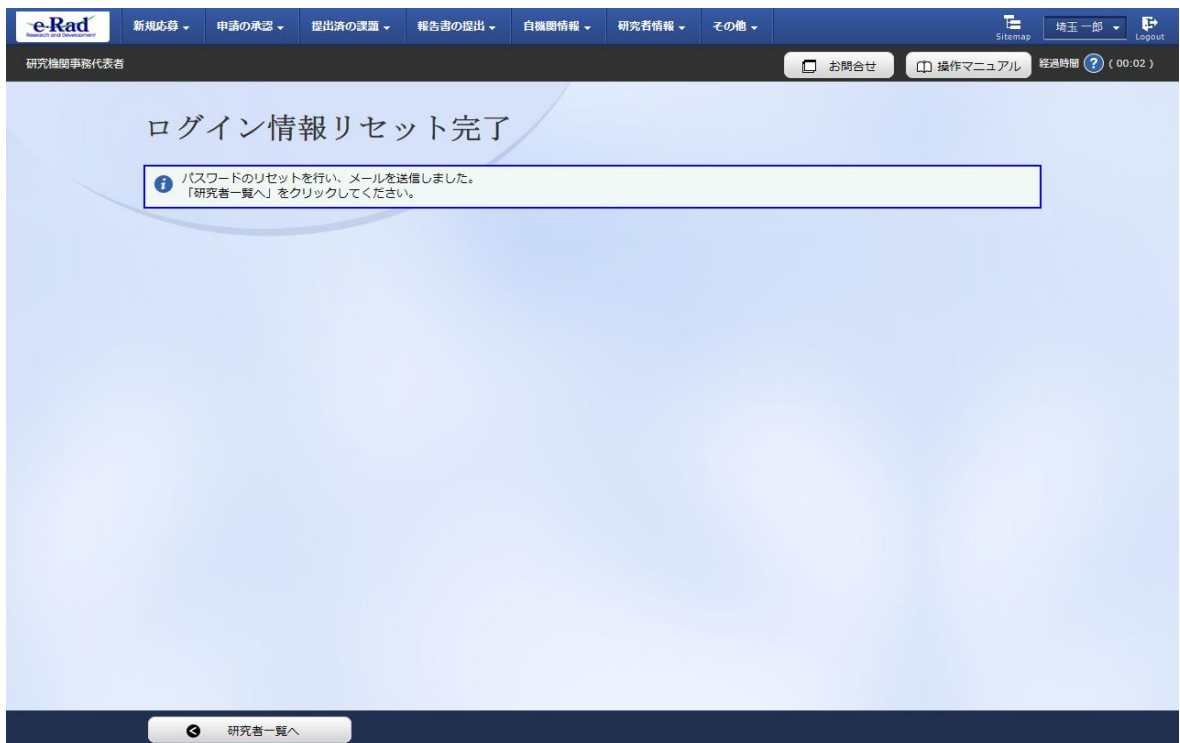 e-Rad
Research and Development
新規応募
申請の承認
提出済の課題
報告書の提出
自機関情報
研究者情報
その他
Sitemap
埼玉 一郎
Logout
研究機関事務代表者
お問合せ
操作マニュアル
経過時間 ? ( 00:02 )
ログイン情報リセット完了
パスワードのリセットを行い、メールを送信しました。
「研究者一覧へ」をクリックしてください。
研究者一覧へ